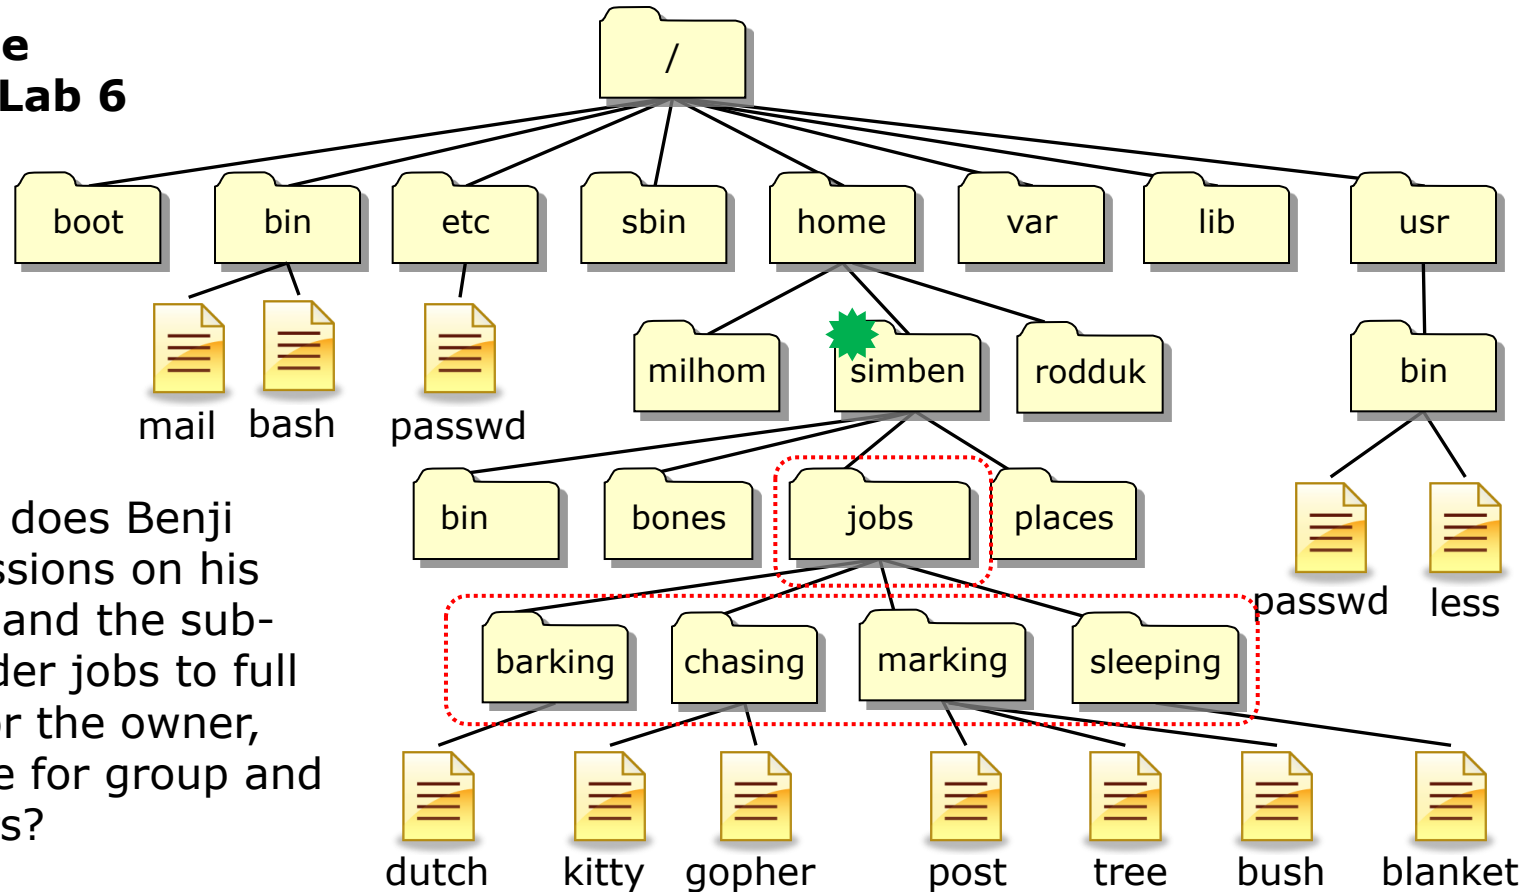 e
Lab 6
/
boot
bin
etc
sbin
home
var
lib
usr
mail
bash
passwd
milhom
simben
rodduk
bin
bin
bones
jobs
places
passwd
less
does Benji
ssions on his
and the sub-
der jobs to full
or the owner,
e for group and
s?
barking
chasing
marking
sleeping
dutch
kitty
gopher
post
tree
bush
blanket